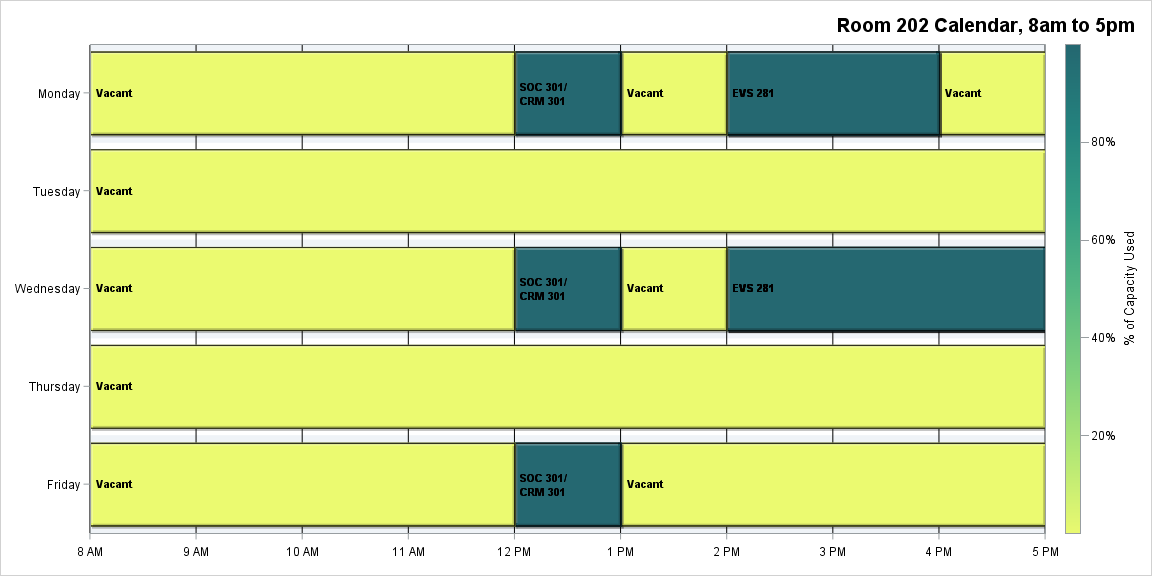 Room 202 Calendar, 8am to 5pm
Monday
Vacant
SOC 301/
CRM 301
Vacant
EVS 281
Vacant
Tuesday
Vacant
Wednesday
Vacant
SOC 301/
CRM 301
Vacant
EVS 281
Thursday
Vacant
Friday
Vacant
SOC 301/
CRM 301
Vacant
8 AM
9 AM
10 AM
11 AM
12 PM
1 PM
2 PM
3 PM
4 PM
5 PM
80%
60%
40%
20%
% of Capacity Used